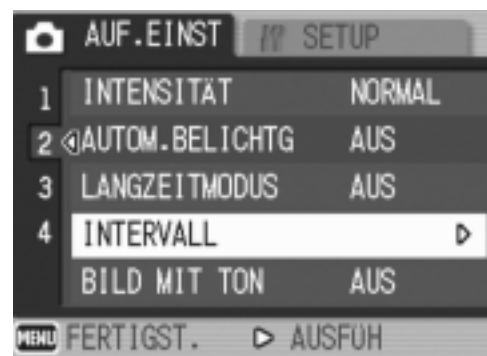 AUF.EINST SETUP
1 INTENSITÄT NORMAL
2 AUTOM.BELICHTG AUS
3 LANGZEITMODUS AUS
4 INTERVALL
BILD MIT TON AUS
MENU FERTIGST. AUSFÜH